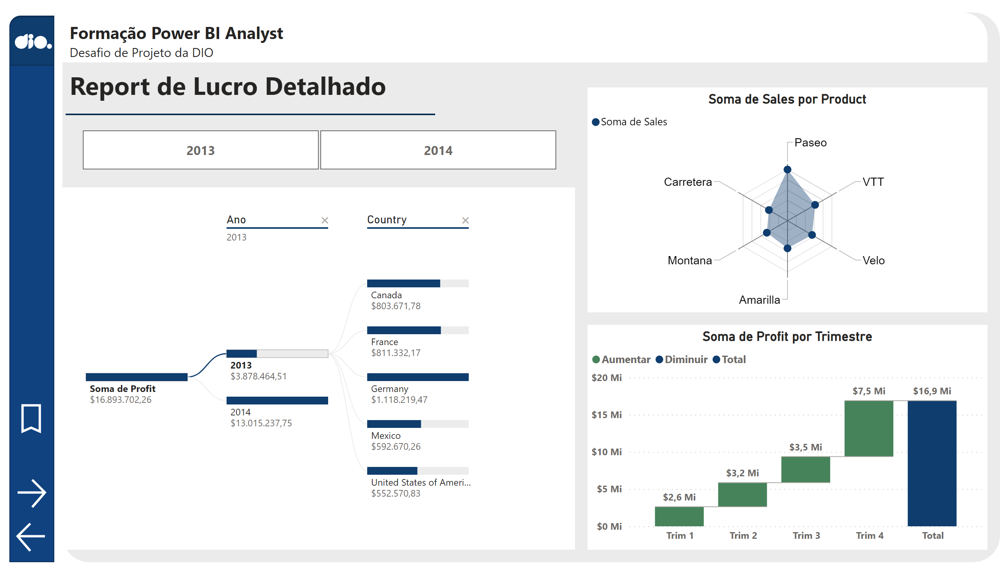 dio.
Formação Power BI Analyst
Desafio de Projeto da DIO
Report de Lucro Detalhado
2013
2014
Ano
2013
Country
Soma de Profit
$16.893.702,26
2013
$3.878.464,51
2014
$13.015.237,75
Canada
$803.671,78
France
$811.332,17
Germany
$1.118.219,47
Mexico
$592.670,26
United States of Ameri...
$552.570,83
Soma de Sales por Product
Soma de Sales
Paseo
VTT
Velo
Amarilla
Montana
Carretera
Soma de Profit por Trimestre
Aumentar Diminuir Total
$20 Mi
$15 Mi
$10 Mi
$5 Mi
$0 Mi
$2,6 Mi
$3,2 Mi
$3,5 Mi
$7,5 Mi
$16,9 Mi
Trim 1 Trim 2 Trim 3 Trim 4 Total